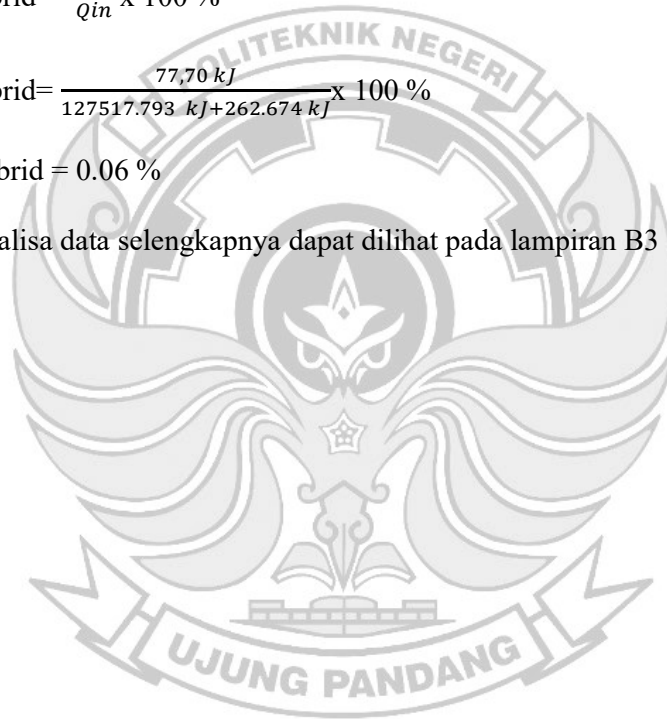 brid= Qin x 100 %
brid= 77,70 kJ / 127517.793 kJ+262.674 kJ x 100 %
brid = 0.06 %
alisa data selengkapnya dapat dilihat pada lampiran B3
POLITEKNIK NEGERI
UJUNG PANDANG